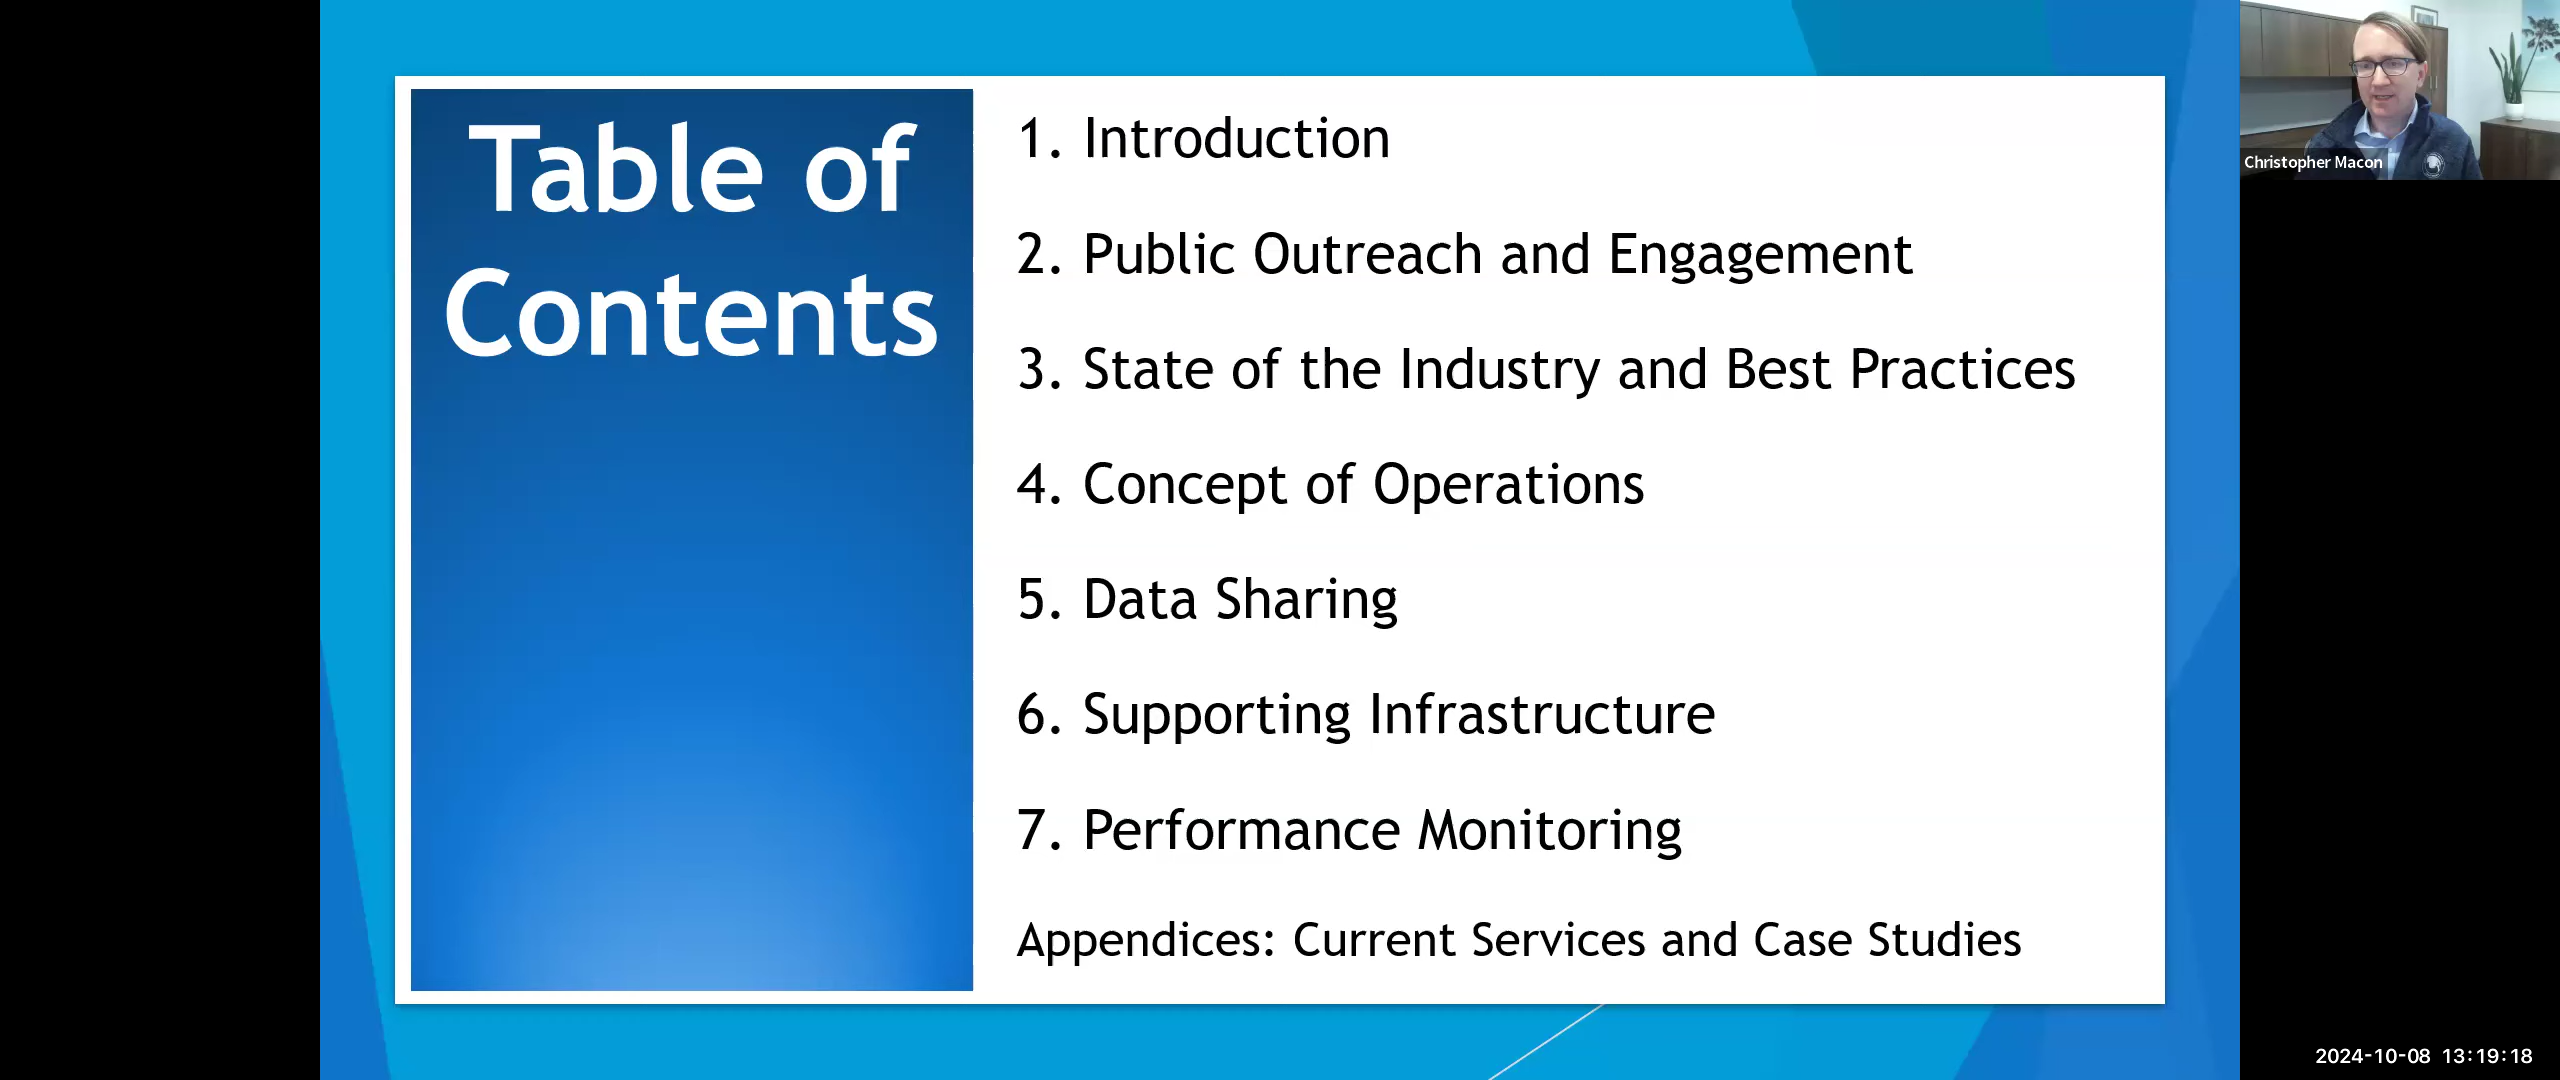 Table of
Contents
1. Introduction
2. Public Outreach and Engagement
3. State of the Industry and Best Practices
4. Concept of Operations
5. Data Sharing
6. Supporting Infrastructure
7. Performance Monitoring
Appendices: Current Services and Case Studies
Christopher Macon
2024-10-08 13:19:18